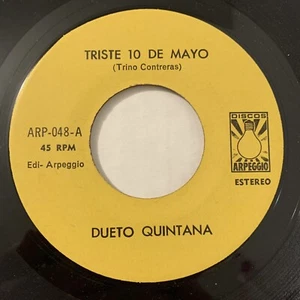 TRISTE 10 DE MAYO
(Trino Contreras)
ARP-048-A
45 RPM
Edi- Arpeggio
DISCOS
ARPEGGIO
ESTEREO
DUETO QUINTANA